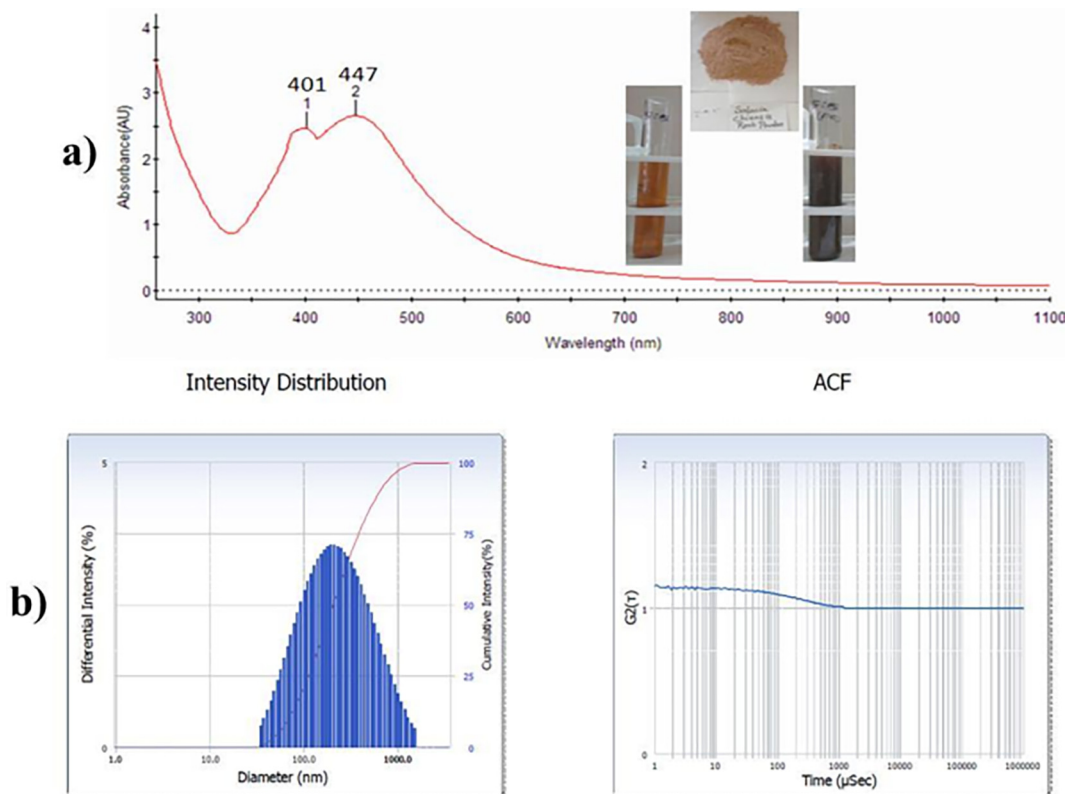 a)
Absorbance(AU)
4
3
2
1
0
401
1
447
2
300 400 500 600 700 800 900 1000 1100
Wavelength (nm)
Intensity Distribution
ACF
b)
Differential Intensity (%)
5
0
100
75
50
25
0
Cumulative Intensity(%)
1.0 10.0 100.0 1000.0
Diameter (nm)
G2(τ)
2
1
0
1 10 100 1000 10000 100000 1000000
Time (µSec)